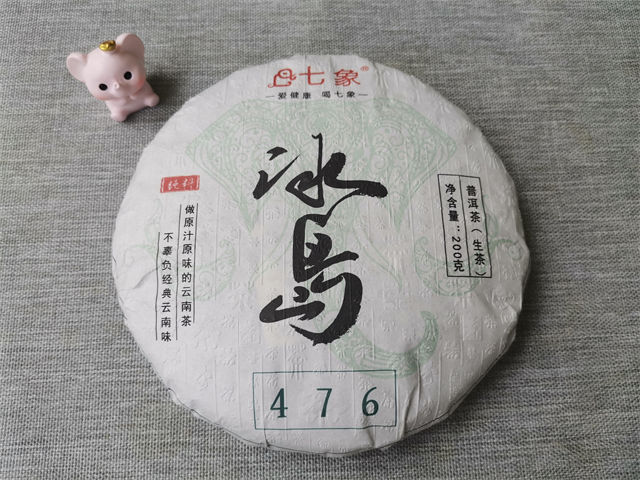 七象®
爱健康 喝七象
冰島
普洱茶（生茶）
净含量：200克
纯料
做原汁原味的云南茶
不辜负经典云南味
476